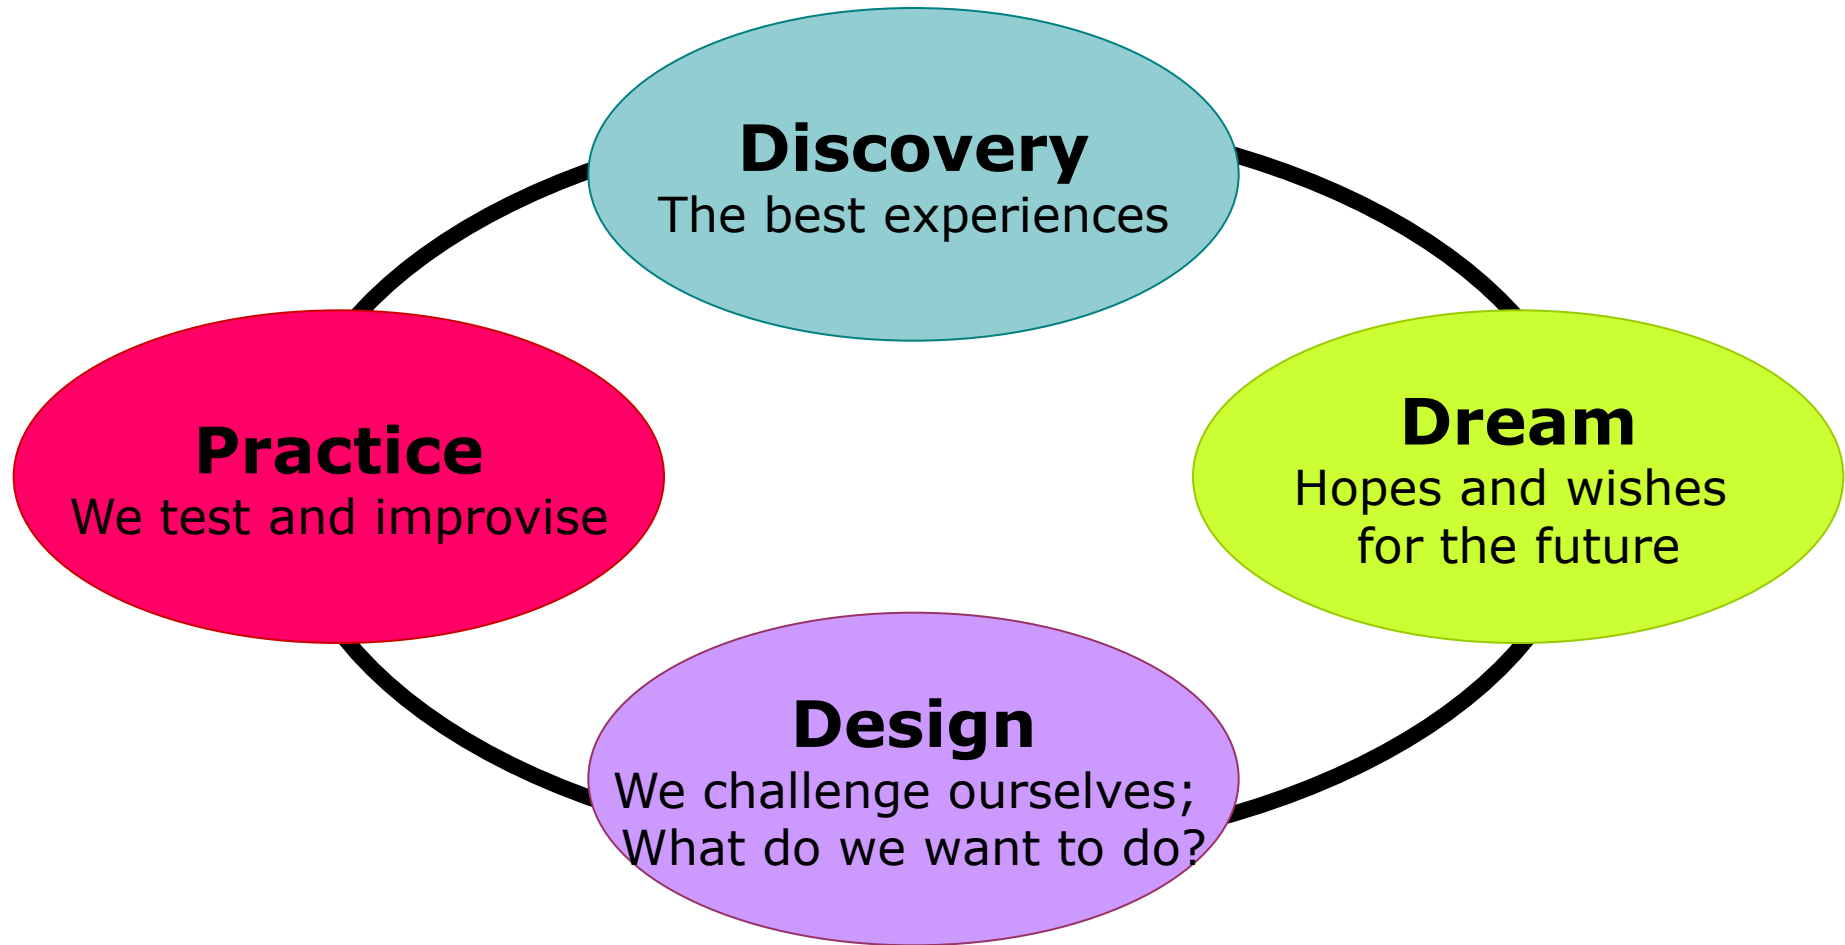 Discovery
The best experiences
Practice
We test and improvise
Dream
Hopes and wishes
for the future
Design
We challenge ourselves;
What do we want to do?